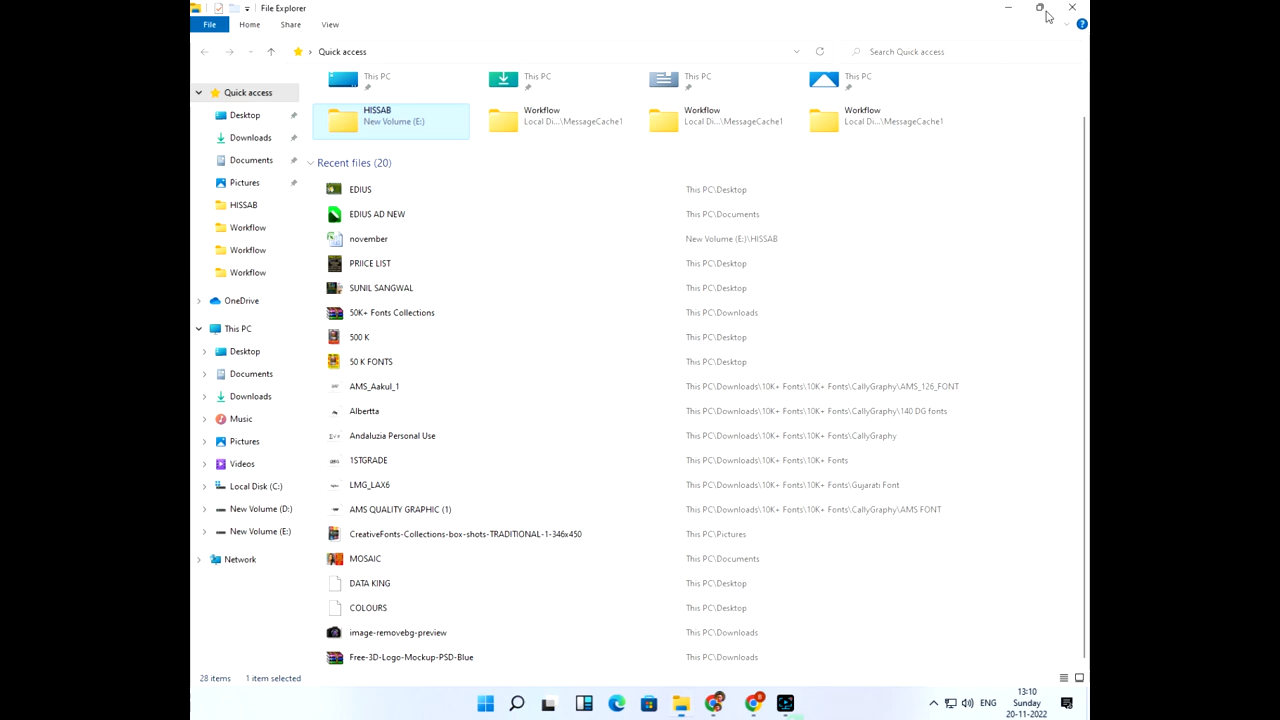 File Explorer
File Home Share View
Quick access
Search Quick access
This PC This PC This PC This PC
HISSAB Workflow Workflow Workflow
New Volume (E:) Local Di...\MessageCache1 Local Di...\MessageCache1 Local Di...\MessageCache1
Quick access
Desktop
Downloads
Documents
Pictures
HISSAB
Workflow
Workflow
Workflow
OneDrive
This PC
Desktop
Documents
Downloads
Music
Pictures
Videos
Local Disk (C:)
New Volume (D:)
New Volume (E:)
Network
Recent files (20)
EDIUS This PC\Desktop
EDIUS AD NEW This PC\Documents
november New Volume (E:)\HISSAB
PRIICE LIST This PC\Desktop
SUNIL SANGWAL This PC\Desktop
50K+ Fonts Collections This PC\Downloads
500 K This PC\Desktop
50 K FONTS This PC\Desktop
AMS_Aakul_1 This PC\Downloads\10K+ Fonts\10K+ Fonts\CallyGraphy\AMS_126_FONT
Albertta This PC\Downloads\10K+ Fonts\10K+ Fonts\CallyGraphy\140 DG fonts
Andaluzia Personal Use This PC\Downloads\10K+ Fonts\10K+ Fonts\CallyGraphy
1STGRADE This PC\Downloads\10K+ Fonts\10K+ Fonts
LMG_LAX6 This PC\Downloads\10K+ Fonts\10K+ Fonts\Gujarati Font
AMS QUALITY GRAPHIC (1) This PC\Downloads\10K+ Fonts\10K+ Fonts\CallyGraphy\AMS FONT
CreativeFonts-Collections-box-shots-TRADITIONAL-1-346x450 This PC\Pictures
MOSAIC This PC\Documents
DATA KING This PC\Desktop
COLOURS This PC\Desktop
image-removebg-preview This PC\Downloads
Free-3D-Logo-Mockup-PSD-Blue This PC\Downloads
28 items 1 item selected
ENG
13:10
Sunday
20-11-2022